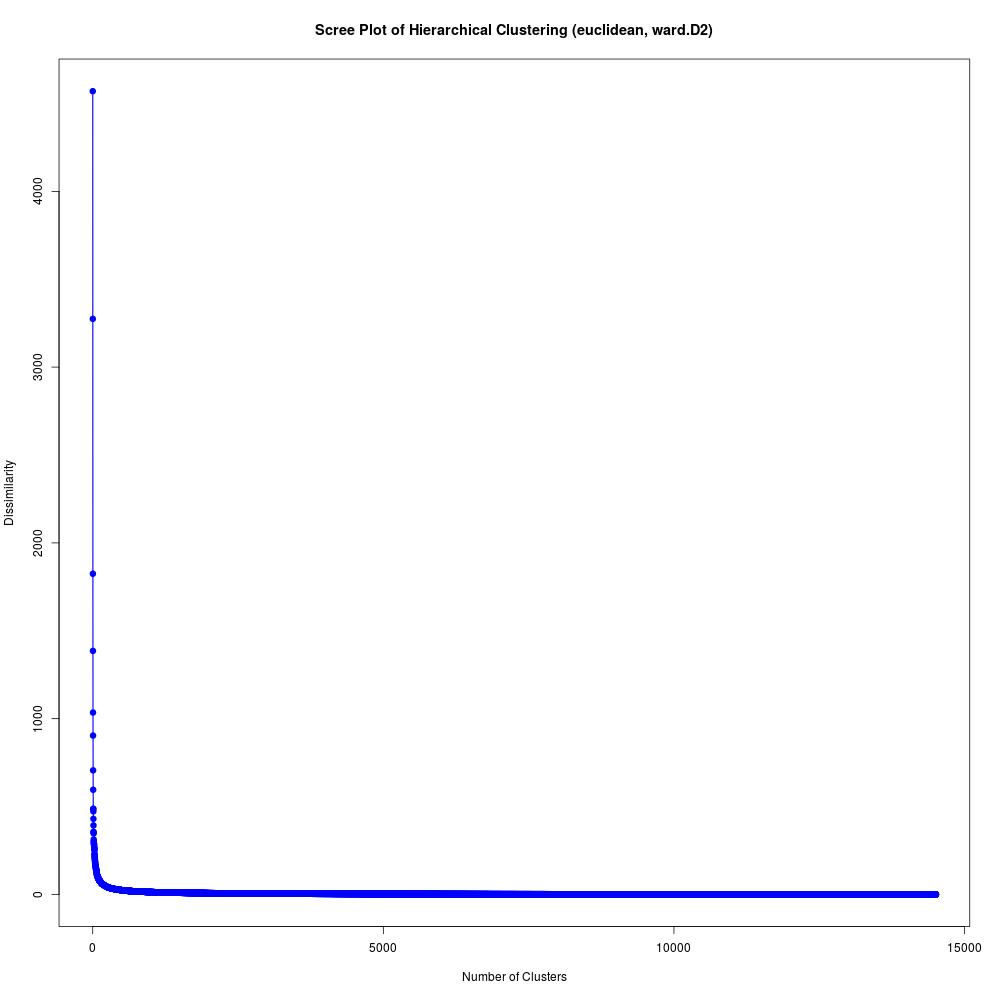 Scree Plot of Hierarchical Clustering (euclidean, ward.D2)
4000
3000
2000
1000
0
Dissimilarity
0 5000 10000 15000
Number of Clusters